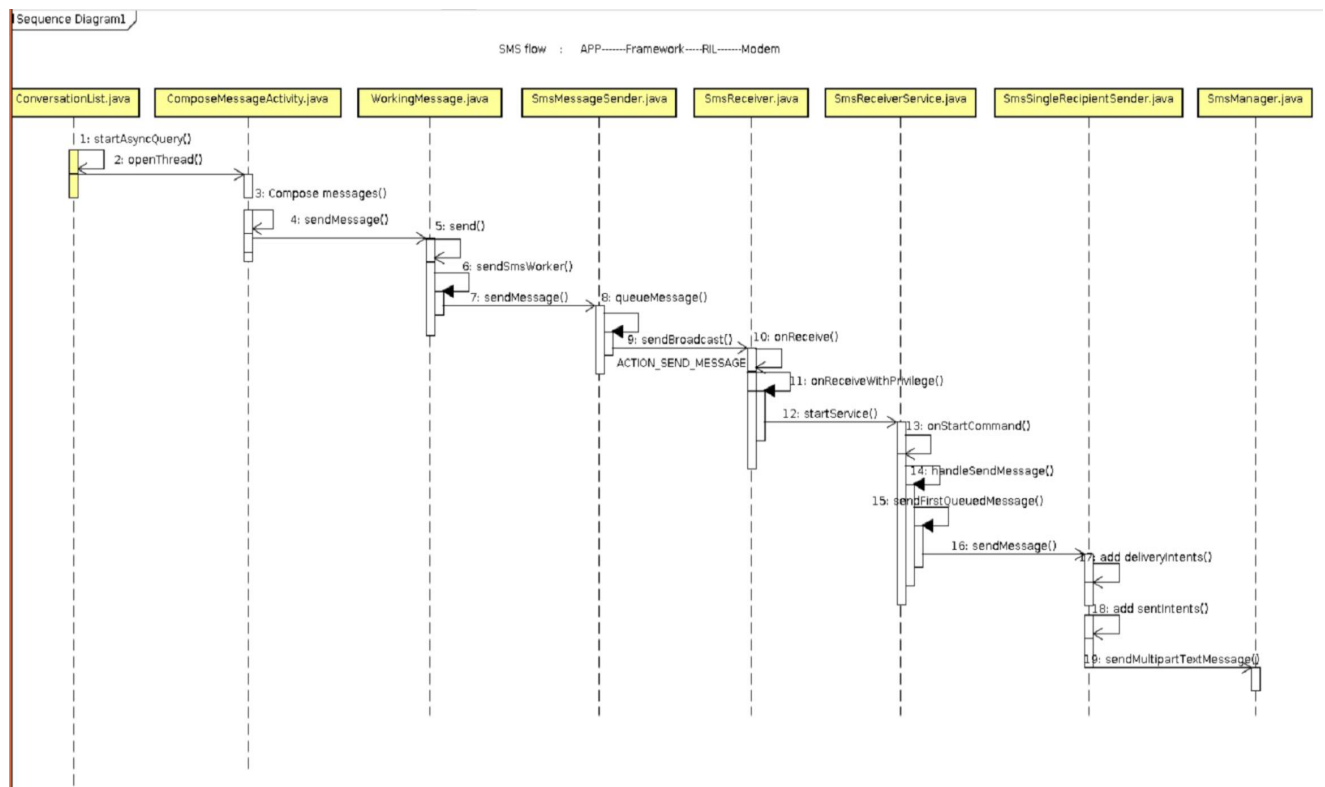 Sequence Diagram1
SMS flow : APP-------Framework-----RIL-------Modem
ConversationList.java
ComposeMessageActivity.java
WorkingMessage.java
SmsMessageSender.java
SmsReceiver.java
SmsReceiverService.java
SmsSingleRecipientSender.java
SmsManager.java
1: startAsyncQuery()
2: openThread()
3: Compose messages()
4: sendMessage()
5: send()
6: sendSmsWorker()
7: sendMessage()
8: queueMessage()
9: sendBroadcast()
ACTION_SEND_MESSAGE
10: onReceive()
11: onReceiveWithPrivilege()
12: startService()
13: onStartCommand()
14: handleSendMessage()
15: sendFirstQueuedMessage()
16: sendMessage()
17: add deliveryIntents()
18: add sentIntents()
19: sendMultipartTextMessage()